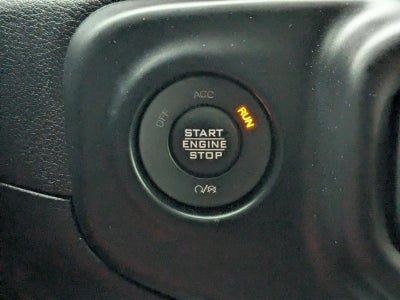 ACC
OFF
RUN
START
ENGINE
STOP